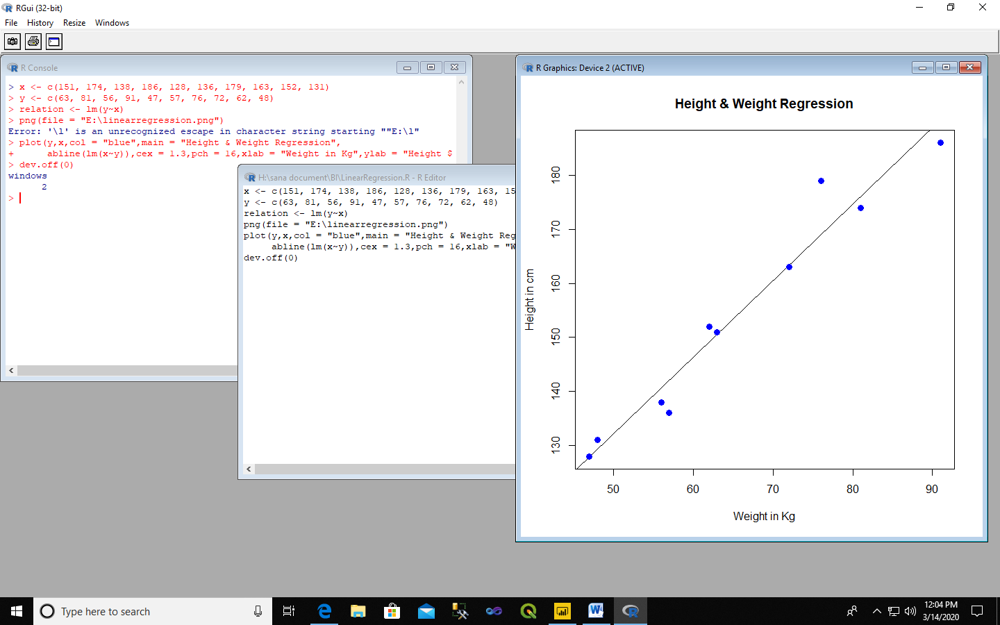 RGui (32-bit)
File History Resize Windows
R Console
> x <- c(151, 174, 138, 186, 128, 136, 179, 163, 152, 131)
> y <- c(63, 81, 56, 91, 47, 57, 76, 72, 62, 48)
> relation <- lm(y~x)
> png(file = "E:\linearregression.png")
Error: '\l' is an unrecognized escape in character string starting ""E:\l"
> plot(y,x,col = "blue",main = "Height & Weight Regression",
+      abline(lm(x~y)),cex = 1.3,pch = 16,xlab = "Weight in Kg",ylab = "Height $
> dev.off(0)
windows
2
>
H:\sana document\BI\LinearRegression.R - R Editor
x <- c(151, 174, 138, 186, 128, 136, 179, 163, 15
y <- c(63, 81, 56, 91, 47, 57, 76, 72, 62, 48)
relation <- lm(y~x)
png(file = "E:\linearregression.png")
plot(y,x,col = "blue",main = "Height & Weight Reg
abline(lm(x~y)),cex = 1.3,pch = 16,xlab = "W
dev.off(0)
R Graphics: Device 2 (ACTIVE)
Height & Weight Regression
Height in cm
180
170
160
150
140
130
50 60 70 80 90
Weight in Kg
Type here to search
12:04 PM
3/14/2020